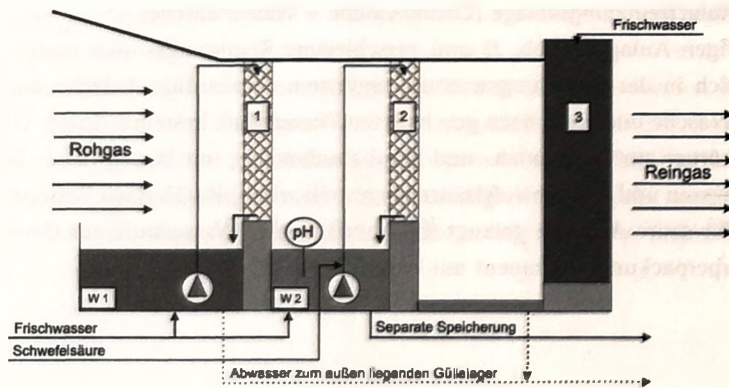 Frischwasser
1
2
3
Rohgas
Reingas
pH
W 1
W 2
Frischwasser
Separate Speicherung
Schwefelsäure
Abwasser zum außen liegenden Güllelager